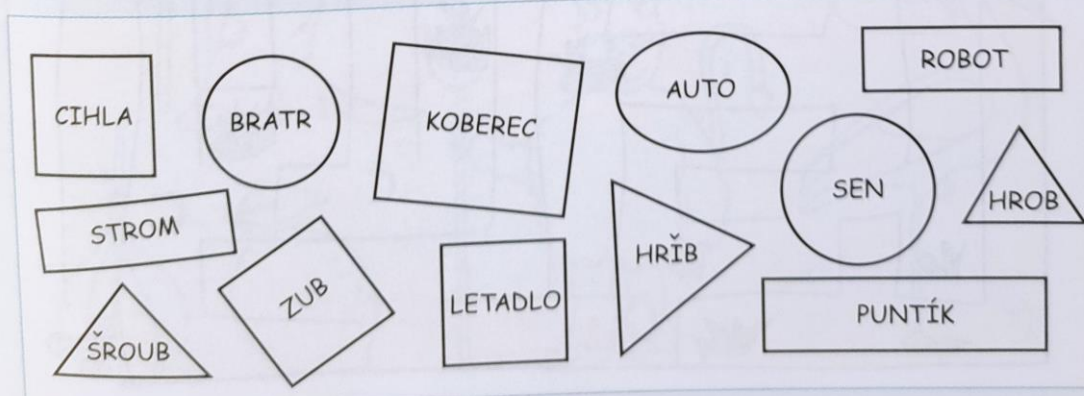 CIHLA
BRATR
KOBEREC
AUTO
ROBOT
STROM
ZUB
LETADLO
HŘIB
SEN
HROB
ŠROUB
PUNTÍK